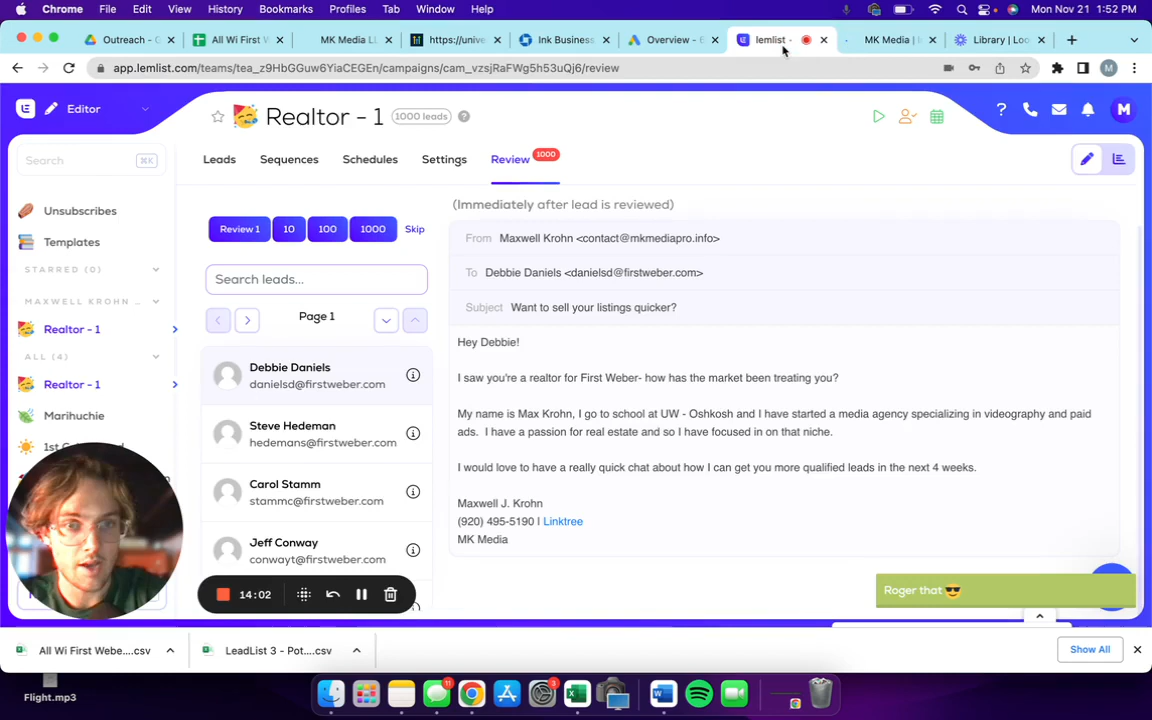 Chrome File Edit View History Bookmarks Profiles Tab Window Help Mon Nov 21 1:52 PM
Outreach - G All Wi First W MK Media LL https://unive Ink Business Overview - E lemlist - MK Media | Library | Loo
app.lemlist.com/teams/tea_z9HbGGuw6YiaCEGEn/campaigns/cam_vzsjRaFWg5h53uQj6/review M
Editor
Realtor - 1 1000 leads ? M
Search ⌘K
Leads Sequences Schedules Settings Review 1000
Unsubscribes
Templates
STARRED (0)
MAXWELL KROHN
Realtor - 1
ALL (4)
Realtor - 1
Marihuchie
Review 1 10 100 1000 Skip
Search leads...
Page 1
Debbie Daniels
danielsd@firstweber.com
Steve Hedeman
hedemans@firstweber.com
Carol Stamm
stammc@firstweber.com
Jeff Conway
conwayt@firstweber.com
(Immediately after lead is reviewed)
From Maxwell Krohn <contact@mkmediapro.info>
To Debbie Daniels <danielsd@firstweber.com>
Subject Want to sell your listings quicker?
Hey Debbie!
I saw you're a realtor for First Weber- how has the market been treating you?
My name is Max Krohn, I go to school at UW - Oshkosh and I have started a media agency specializing in videography and paid
ads. I have a passion for real estate and so I have focused in on that niche.
I would love to have a really quick chat about how I can get you more qualified leads in the next 4 weeks.
Maxwell J. Krohn
(920) 495-5190 | Linktree
MK Media
Roger that 😎
14:02
All Wi First Webe....csv LeadList 3 - Pot....csv Show All
Flight.mp3
11 3